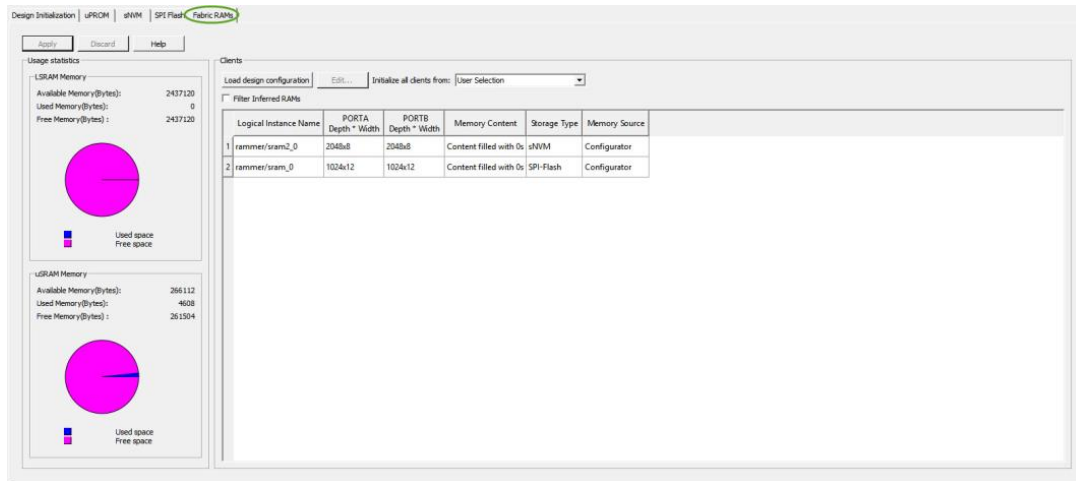 Design Initialization uPROM sNVM SPI Flash Fabric RAMs
Apply Discard Help
Usage statistics
LSRAM Memory
Available Memory(Bytes): 2437120
Used Memory(Bytes): 0
Free Memory(Bytes) : 2437120
Used space
Free space
uSRAM Memory
Available Memory(Bytes): 266112
Used Memory(Bytes): 4608
Free Memory(Bytes) : 261504
Used space
Free space
Clients
Load design configuration Edit... Initialize all clients from: User Selection
Filter Inferred RAMs
Logical Instance Name PORTA Depth * Width PORTB Depth * Width Memory Content Storage Type Memory Source
1 rammer/sram2_0 2048x8 2048x8 Content filled with 0s sNVM Configurator
2 rammer/sram_0 1024x12 1024x12 Content filled with 0s SPI-Flash Configurator